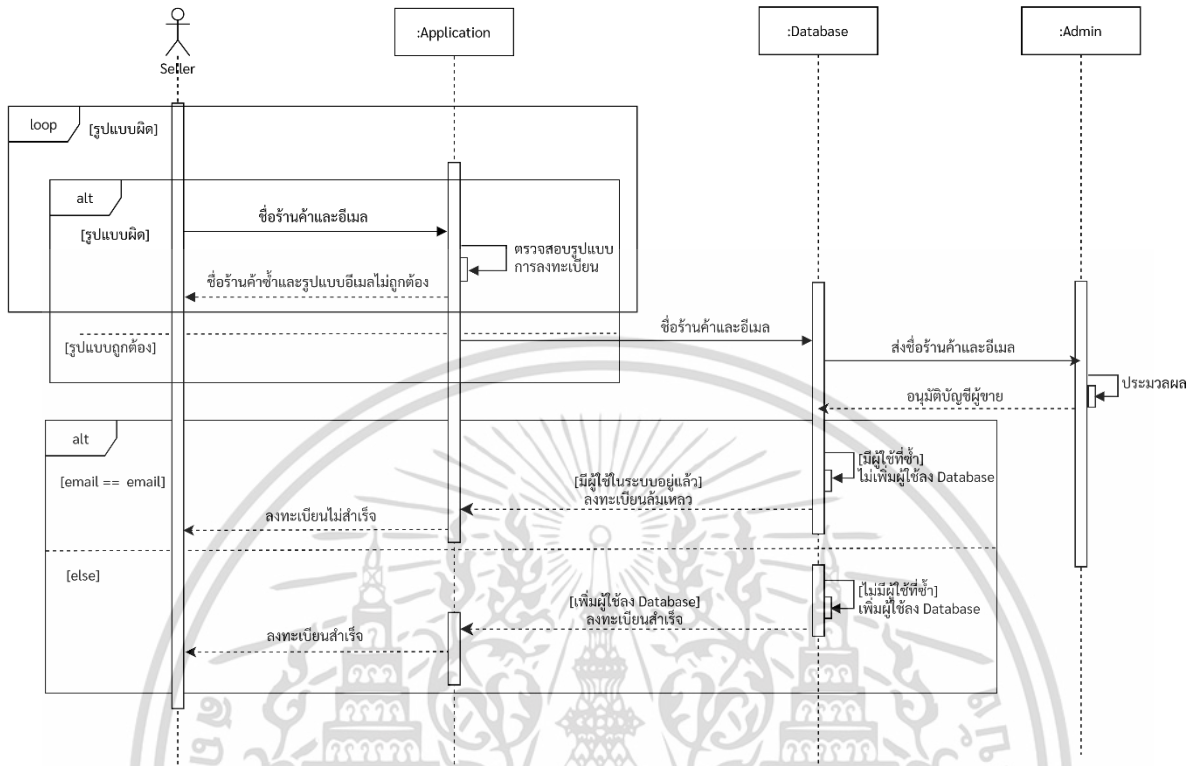 :Application
:Database
:Admin
Seller
loop
[รูปแบบผิด]
alt
[รูปแบบผิด]
ชื่อร้านค้าและอีเมล
ตรวจสอบรูปแบบ
การลงทะเบียน
ชื่อร้านค้าซ้ำและรูปแบบอีเมลไม่ถูกต้อง
[รูปแบบถูกต้อง]
ชื่อร้านค้าและอีเมล
ส่งชื่อร้านค้าและอีเมล
ประมวลผล
อนุมัติบัญชีผู้ขาย
alt
[email == email]
[มีผู้ใช้ที่ซ้ำ]
ไม่เพิ่มผู้ใช้ลง Database
[มีผู้ใช้ในระบบอยู่แล้ว]
ลงทะเบียนล้มเหลว
ลงทะเบียนไม่สำเร็จ
[else]
[ไม่มีผู้ใช้ที่ซ้ำ]
เพิ่มผู้ใช้ลง Database
[เพิ่มผู้ใช้ลง Database]
ลงทะเบียนสำเร็จ
ลงทะเบียนสำเร็จ